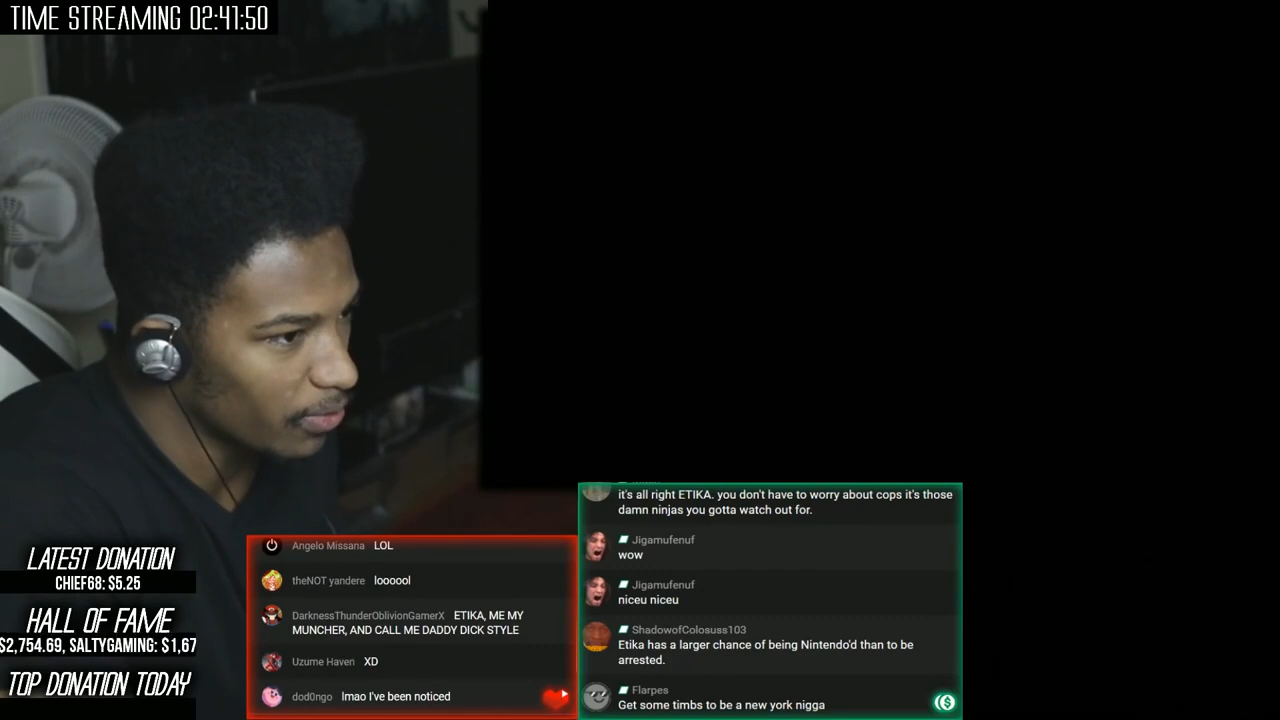 TIME STREAMING 02:41:50
LATEST DONATION
CHIEF68: $5.25
HALL OF FAME
$2,754.69, SALTYGAMING: $1,67
TOP DONATION TODAY
Angelo Missana LOL
theNOT yandere loooool
DarknessThunderOblivionGamerX ETIKA, ME MY
MUNCHER, AND CALL ME DADDY DICK STYLE
Uzume Haven XD
dod0ngo lmao I've been noticed
it's all right ETIKA. you don't have to worry about cops it's those
damn ninjas you gotta watch out for.
Jigamufenuf
wow
Jigamufenuf
niceu niceu
ShadowofColosuss103
Etika has a larger chance of being Nintendo'd than to be
arrested.
Flarpes
Get some timbs to be a new york nigga